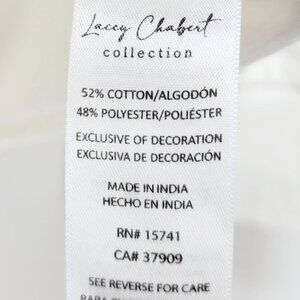 Lacey Chabert
collection
52% COTTON/ALGODÓN
48% POLYESTER/POLIÉSTER
EXCLUSIVE OF DECORATION
EXCLUSIVA DE DECORACIÓN
MADE IN INDIA
HECHO EN INDIA
RN# 15741
CA# 37909
SEE REVERSE FOR CARE
PARA